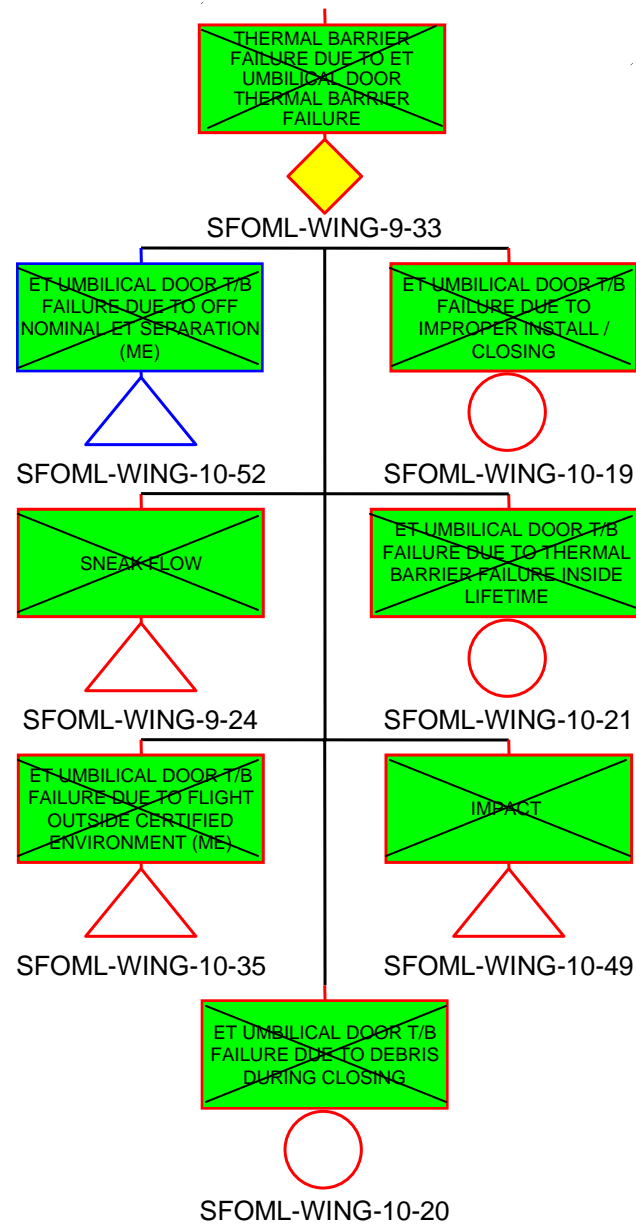 THERMAL BARRIER
FAILURE DUE TO ET
UMBILICAL DOOR
THERMAL BARRIER
FAILURE
SFOML-WING-9-33
ET UMBILICAL DOOR T/B
FAILURE DUE TO OFF
NOMINAL ET SEPARATION
(ME)
SFOML-WING-10-52
ET UMBILICAL DOOR T/B
FAILURE DUE TO
IMPROPER INSTALL /
CLOSING
SFOML-WING-10-19
SNEAK FLOW
SFOML-WING-9-24
ET UMBILICAL DOOR T/B
FAILURE DUE TO THERMAL
BARRIER FAILURE INSIDE
LIFETIME
SFOML-WING-10-21
ET UMBILICAL DOOR T/B
FAILURE DUE TO FLIGHT
OUTSIDE CERTIFIED
ENVIRONMENT (ME)
SFOML-WING-10-35
IMPACT
SFOML-WING-10-49
ET UMBILICAL DOOR T/B
FAILURE DUE TO DEBRIS
DURING CLOSING
SFOML-WING-10-20